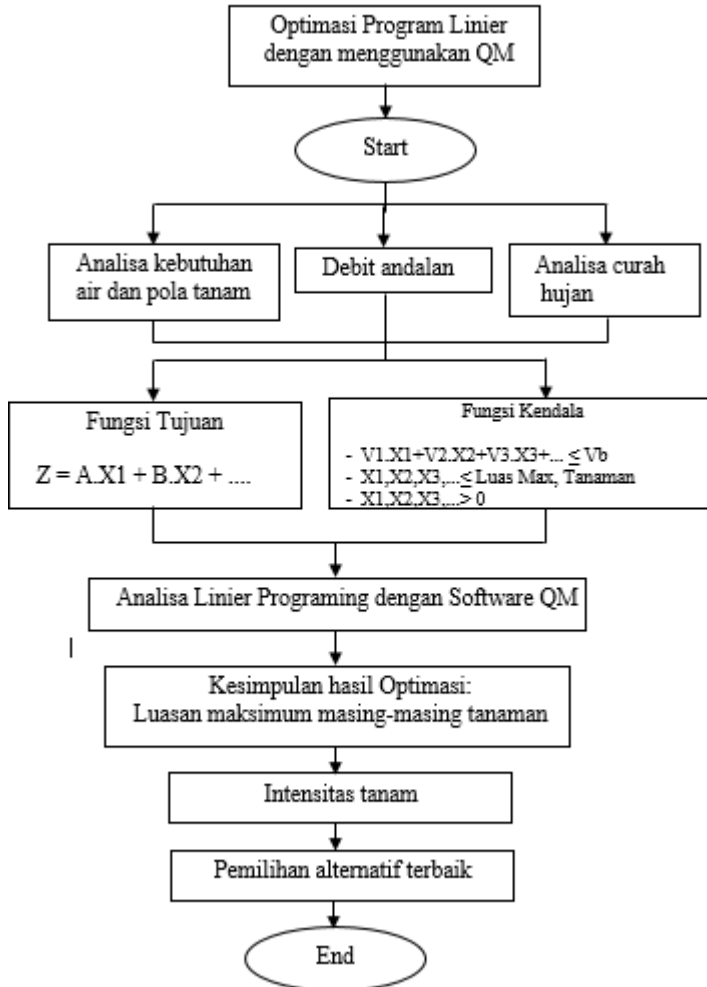 Optimasi Program Linier
dengan menggunakan QM
Start
Analisa kebutuhan
air dan pola tanam
Debit andalan
Analisa curah
hujan
Fungsi Tujuan
Z = A.X1 + B.X2 + ....
Fungsi Kendala
- V1.X1+V2.X2+V3.X3+... ≤ Vb
- X1,X2,X3,...≤ Luas Max, Tanaman
- X1,X2,X3,...> 0
Analisa Linier Programing dengan Software QM
Kesimpulan hasil Optimasi:
Luasan maksimum masing-masing tanaman
Intensitas tanam
Pemilihan alternatif terbaik
End